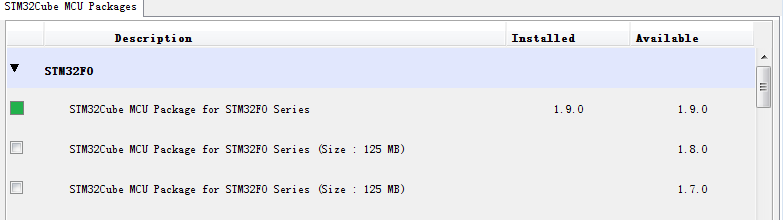 STM32Cube MCU Packages
Description Installed Available
STM32F0
STM32Cube MCU Package for STM32F0 Series 1.9.0 1.9.0
STM32Cube MCU Package for STM32F0 Series (Size : 125 MB) 1.8.0
STM32Cube MCU Package for STM32F0 Series (Size : 125 MB) 1.7.0